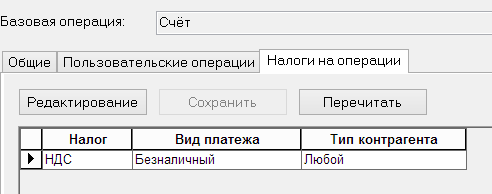 Базовая операция: Счёт
Общие Пользовательские операции Налоги на операции
Редактирование Сохранить Перечитать
Налог Вид платежа Тип контрагента
НДС Безналичный Любой